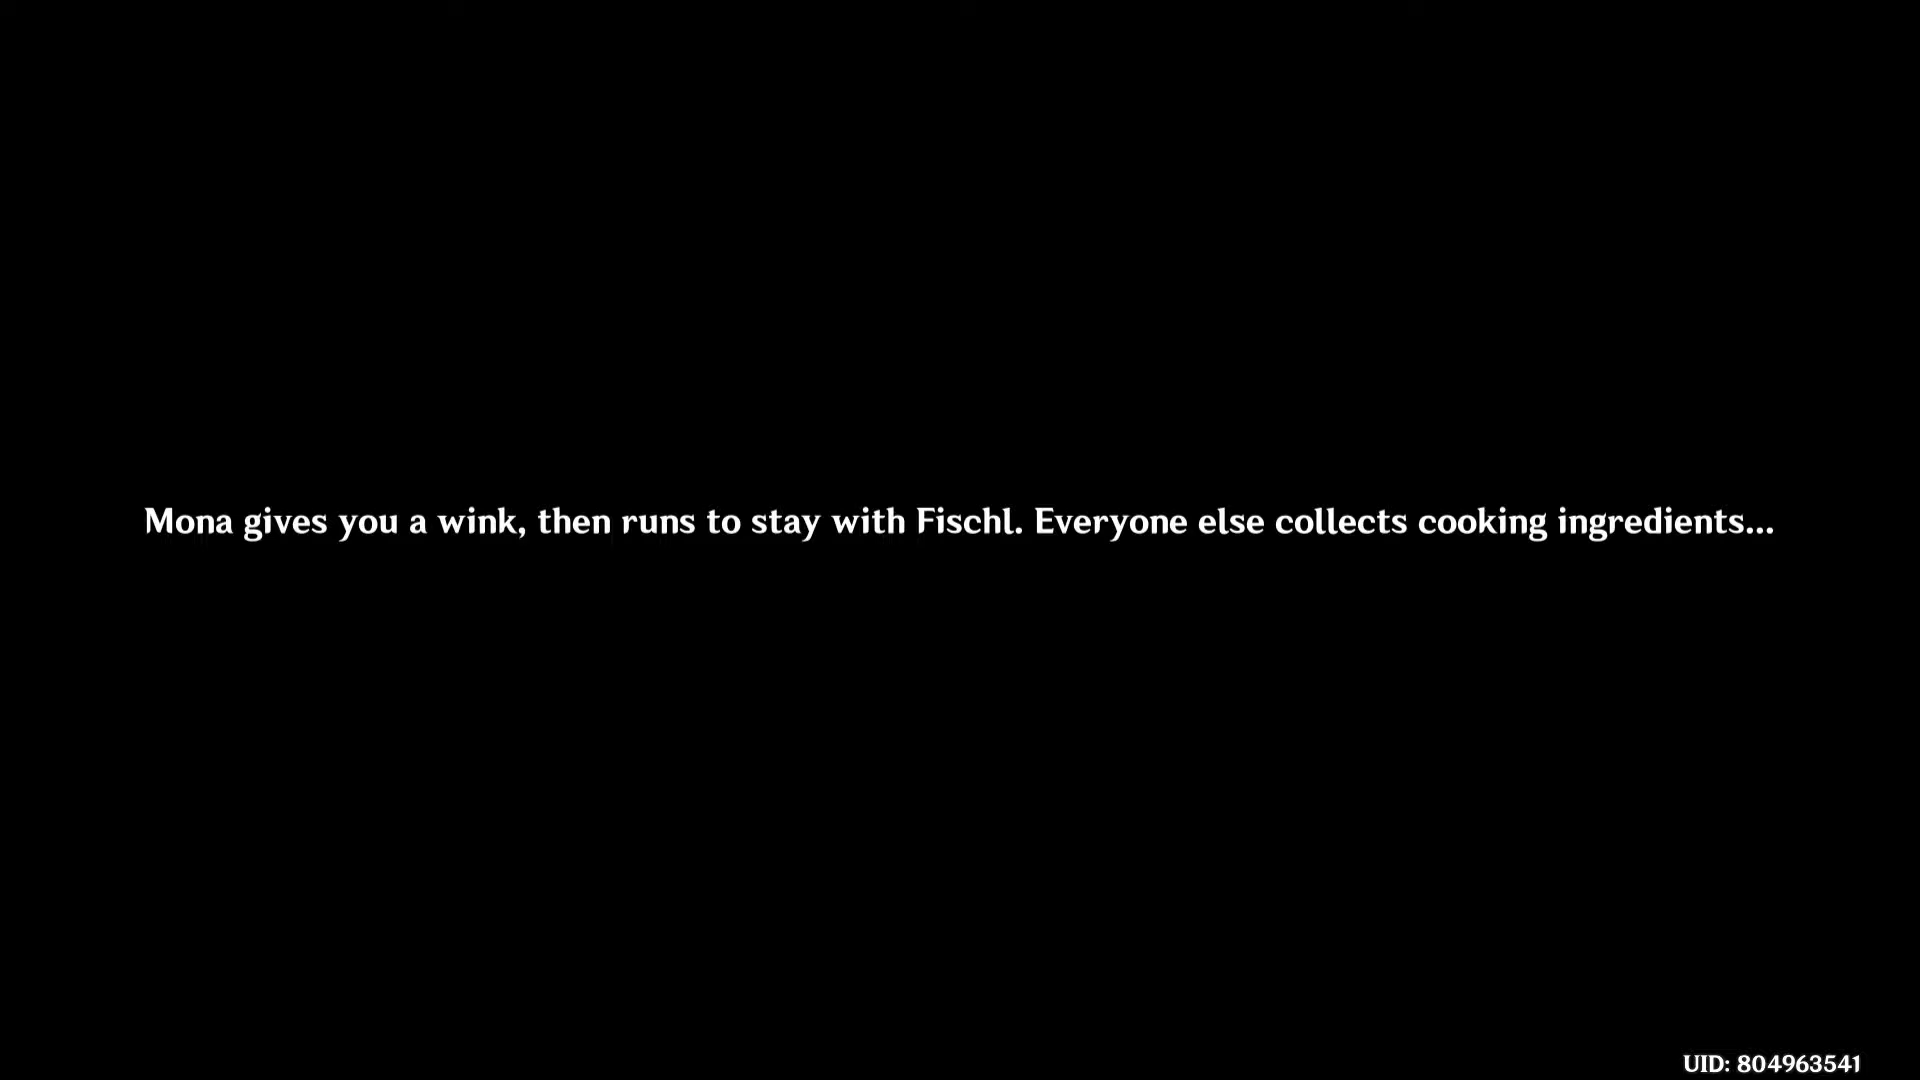 Mona gives you a wink, then runs to stay with Fischl. Everyone else collects cooking ingredients...
UID: 804963541